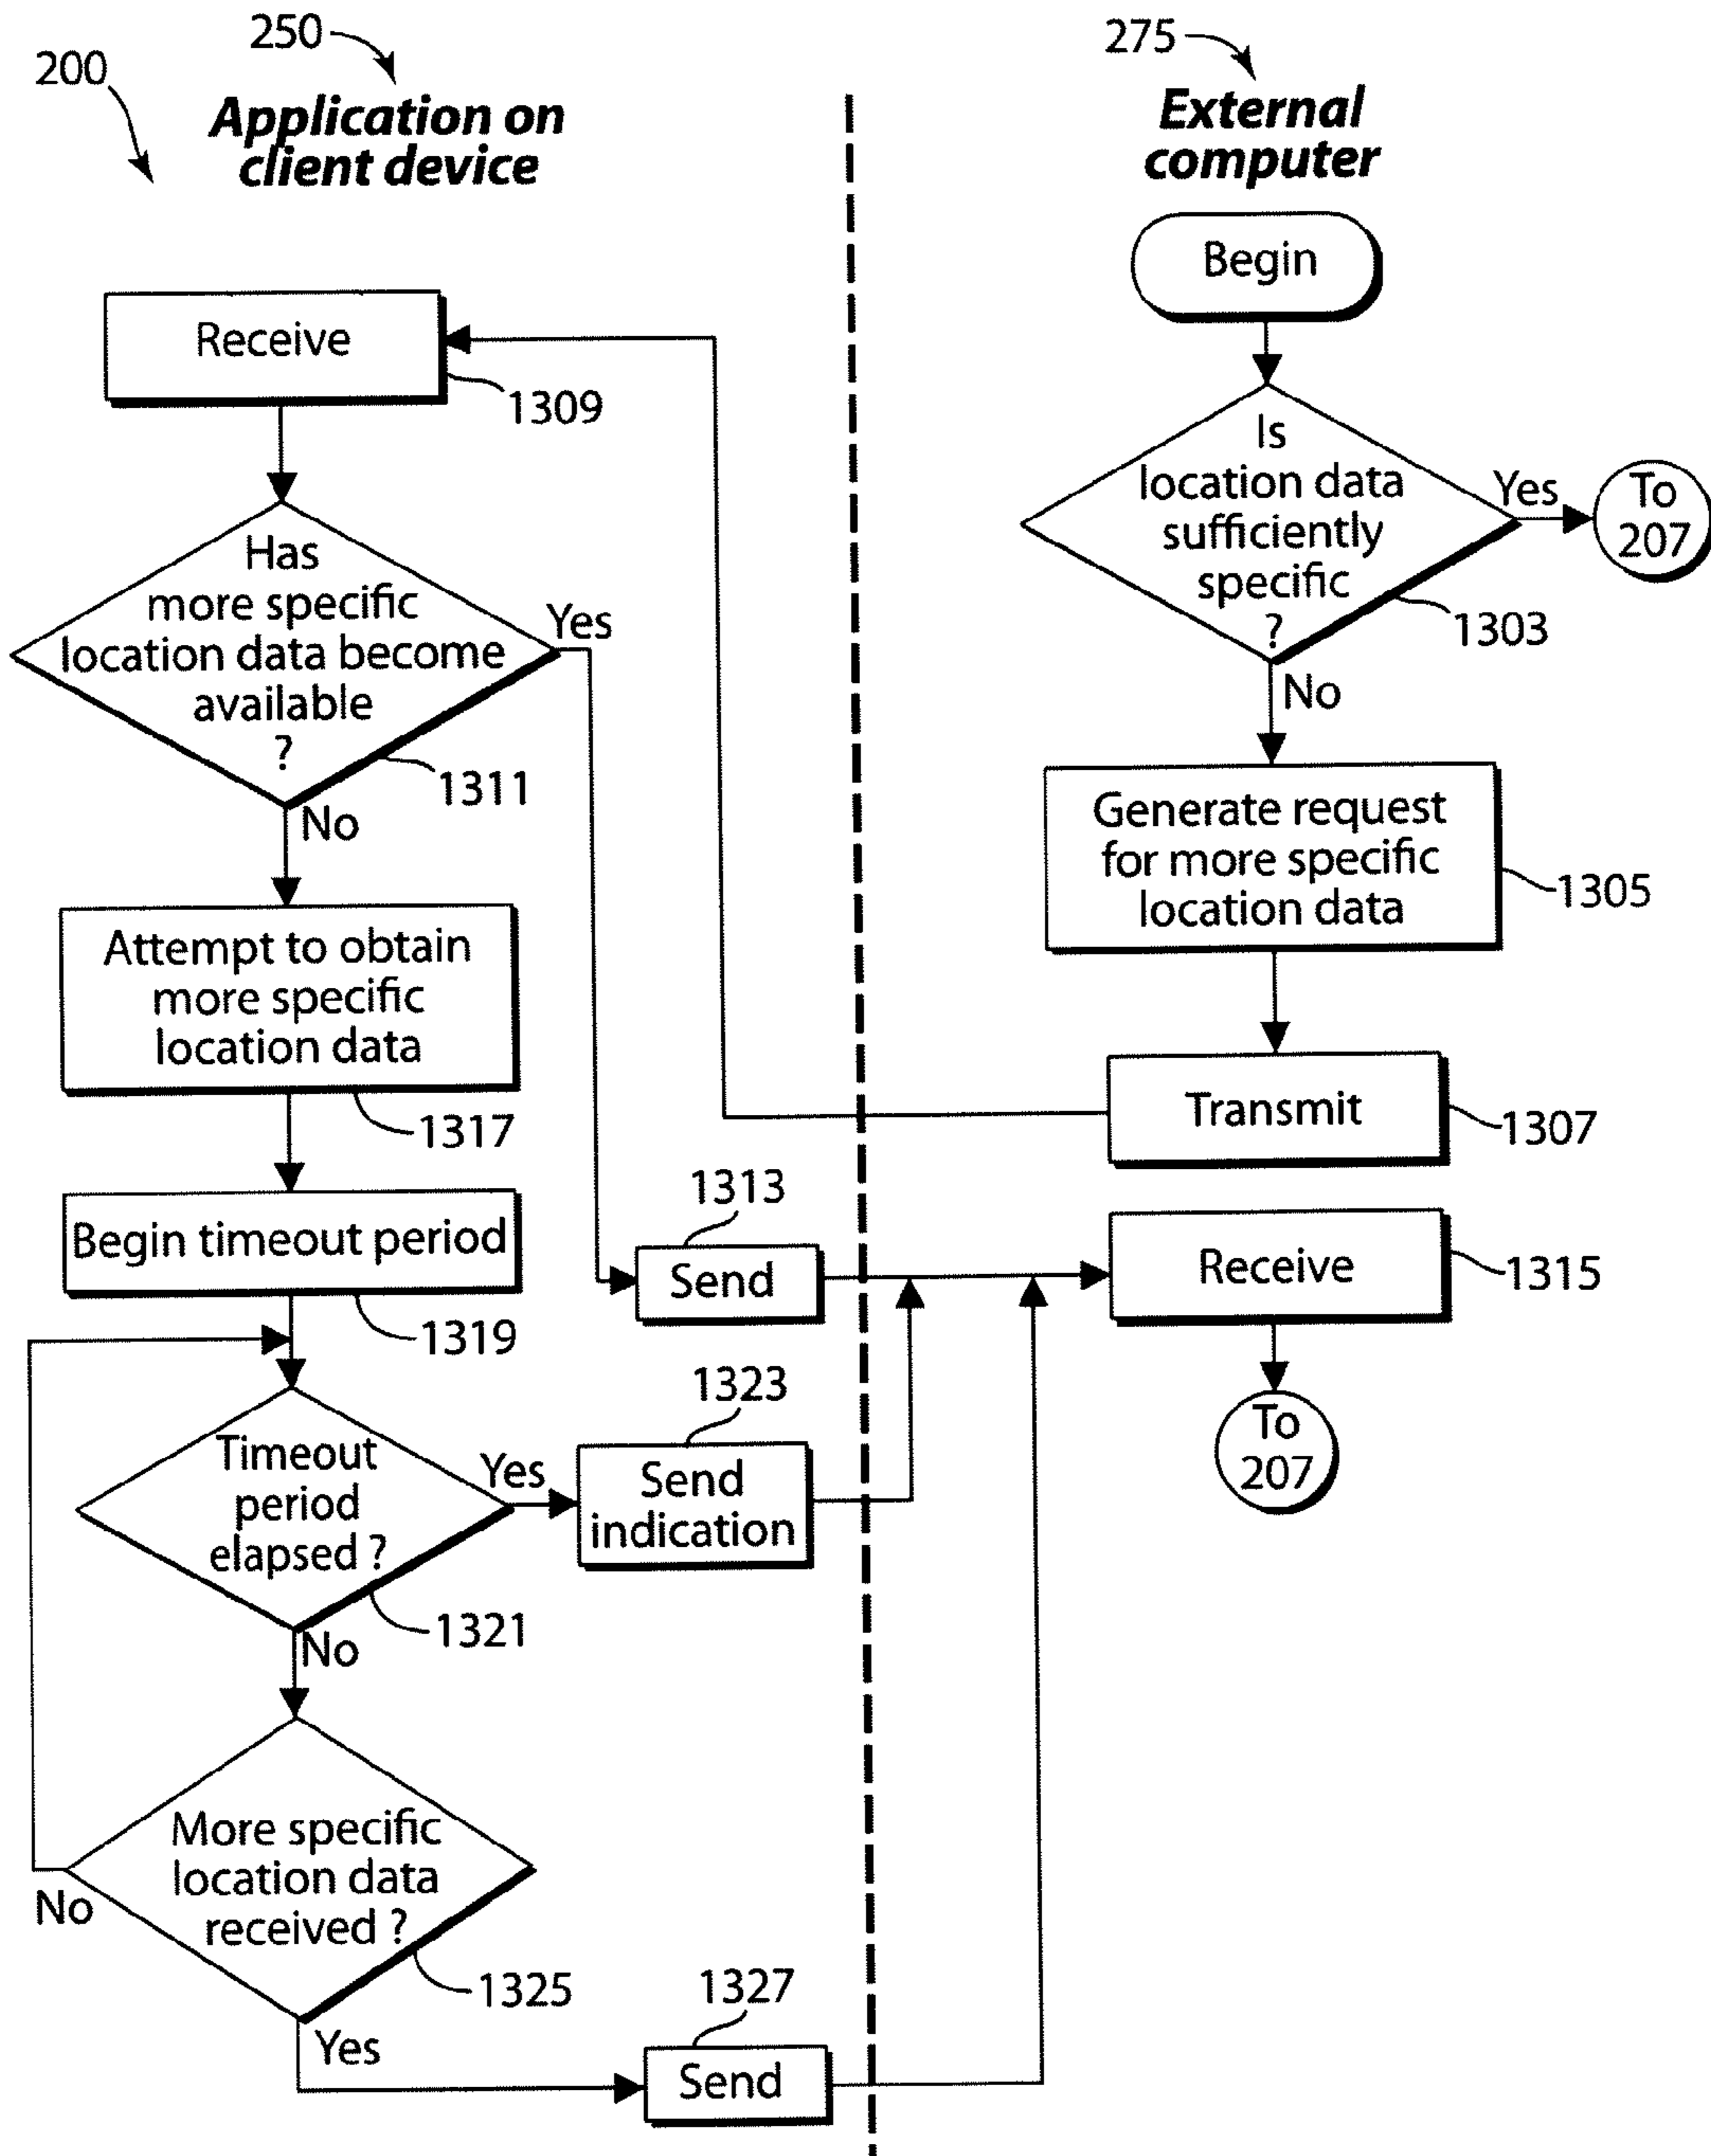 200
250
Application on
client device
275
External
computer
Begin
Is
location data
sufficiently
specific
?
1303
Yes
To
207
No
Generate request
for more specific
location data
1305
Transmit
1307
Receive
1309
Has
more specific
location data become
available
?
1311
Yes
No
Attempt to obtain
more specific
location data
1317
Begin timeout period
1319
1313
Send
Receive
1315
To
207
Timeout
period
elapsed ?
1321
Yes
1323
Send
indication
No
More specific
location data
received ?
1325
No
Yes
1327
Send